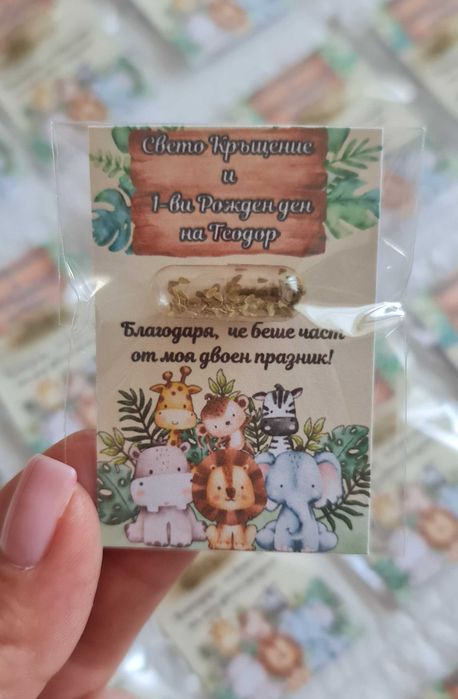 Свето Кръщение
и
1-ви Рожден ден
на Теодор
Благодаря, че беше част
от моя двоен празник!